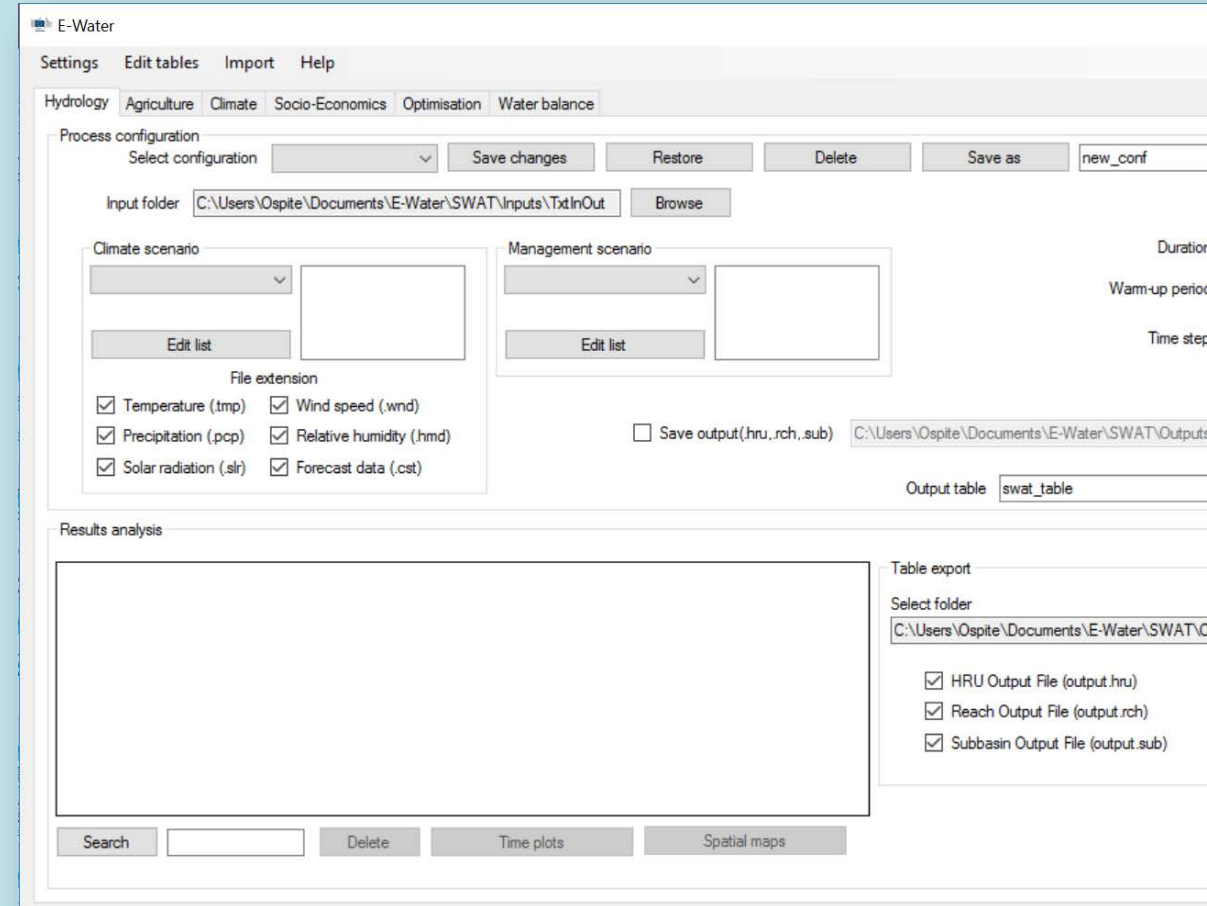 E-Water
Settings Edit tables Import Help
Hydrology Agriculture Climate Socio-Economics Optimisation Water balance
Process configuration
Select configuration Save changes Restore Delete Save as new_conf
Input folder C:\Users\Ospite\Documents\E-Water\SWAT\Inputs\TxtInOut Browse
Climate scenario Management scenario Duration
Warm-up period
Edit list Edit list Time step
File extension
Temperature (.tmp) Wind speed (.wnd)
Precipitation (.pcp) Relative humidity (.hmd) Save output(.hru,.rch,.sub) C:\Users\Ospite\Documents\E-Water\SWAT\Outputs
Solar radiation (.slr) Forecast data (.cst)
Output table swat_table
Results analysis
Table export
Select folder
C:\Users\Ospite\Documents\E-Water\SWAT\O
HRU Output File (output.hru)
Reach Output File (output.rch)
Subbasin Output File (output.sub)
Search Delete Time plots Spatial maps